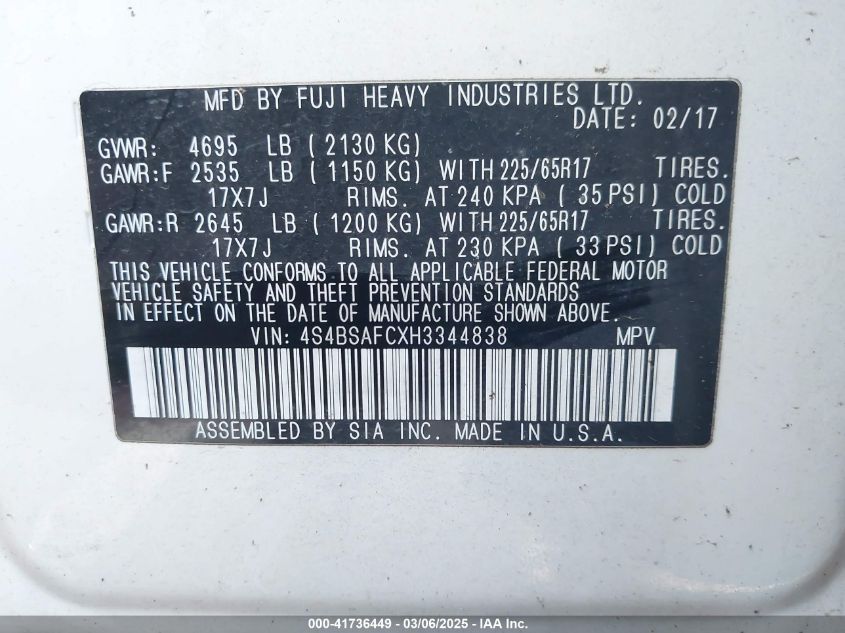 MFD BY FUJI HEAVY INDUSTRIES LTD.
DATE: 02/17
GVWR: 4695 LB ( 2130 KG)
GAWR:F 2535 LB ( 1150 KG) WITH 225/65R17 TIRES.
17X7J RIMS. AT 240 KPA ( 35 PSI) COLD
GAWR:R 2645 LB ( 1200 KG) WITH 225/65R17 TIRES.
17X7J RIMS. AT 230 KPA ( 33 PSI) COLD
THIS VEHICLE CONFORMS TO ALL APPLICABLE FEDERAL MOTOR
VEHICLE SAFETY AND THEFT PREVENTION STANDARDS
IN EFFECT ON THE DATE OF MANUFACTURE SHOWN ABOVE.
VIN: 4S4BSAFCXH3344838 MPV
ASSEMBLED BY SIA INC. MADE IN U.S.A.
000-41736449 - 03/06/2025 - IAA Inc.